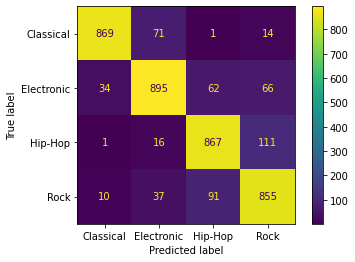 Classical 869 71 1 14
Electronic 34 895 62 66
Hip-Hop 1 16 867 111
Rock 10 37 91 855
Classical Electronic Hip-Hop Rock
Predicted label
True label
800
700
600
500
400
300
200
100